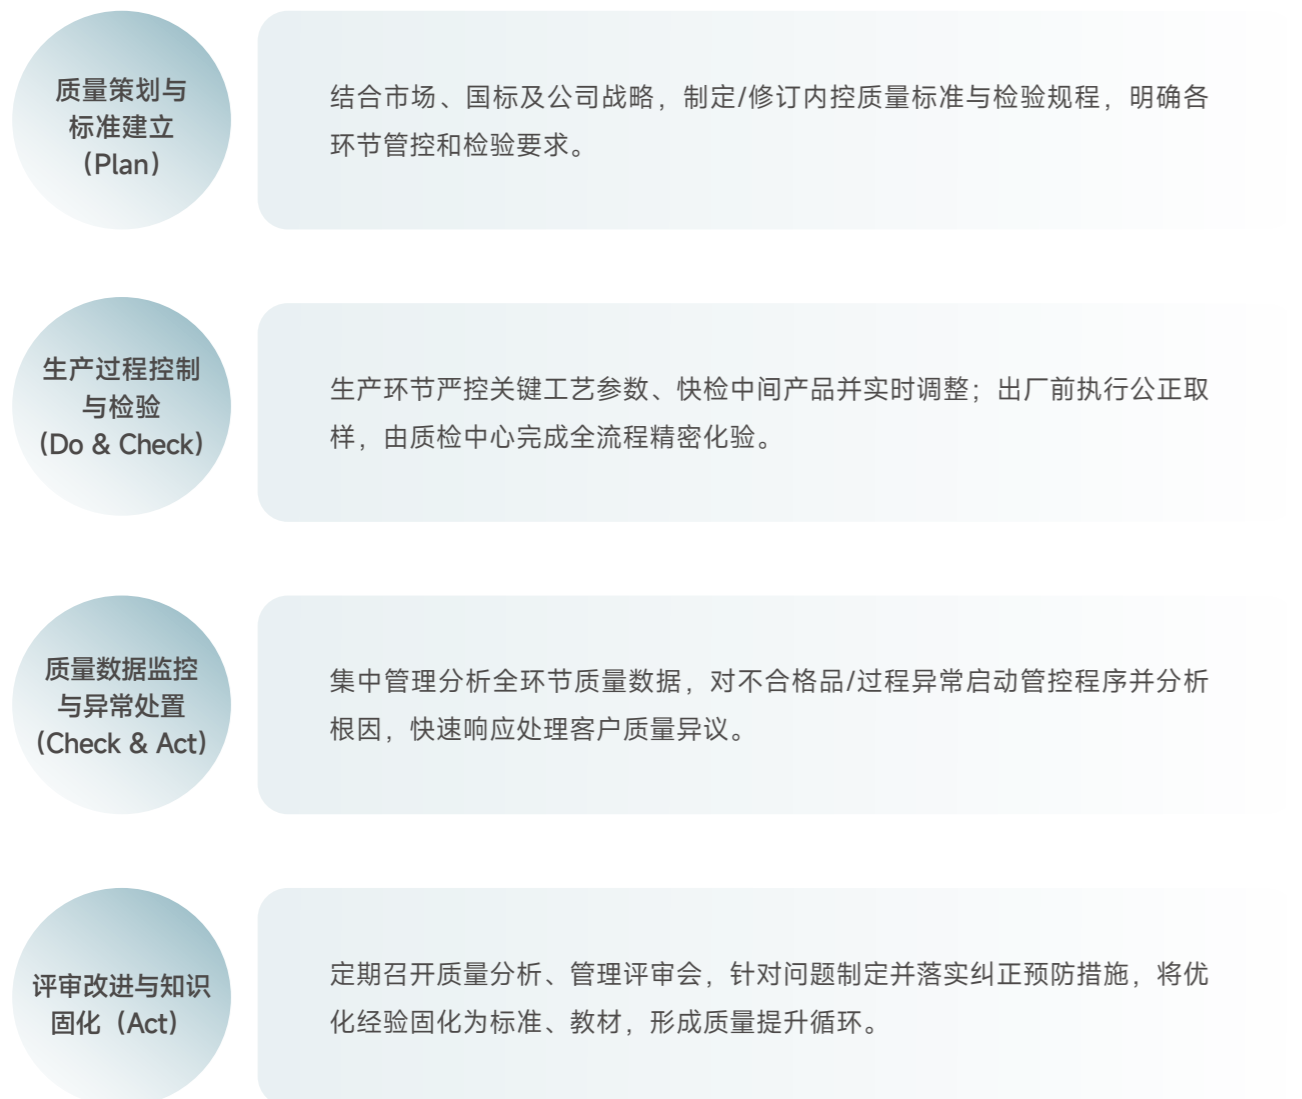 质量策划与
标准建立
（Plan）
结合市场、国标及公司战略，制定/修订内控质量标准与检验规程，明确各
环节管控和检验要求。
生产过程控制
与检验
（Do & Check）
生产环节严控关键工艺参数、快检中间产品并实时调整；出厂前执行公正取
样，由质检中心完成全流程精密化验。
质量数据监控
与异常处置
（Check & Act）
集中管理分析全环节质量数据，对不合格品/过程异常启动管控程序并分析
根因，快速响应处理客户质量异议。
评审改进与知识
固化（Act）
定期召开质量分析、管理评审会，针对问题制定并落实纠正预防措施，将优
化经验固化为标准、教材，形成质量提升循环。